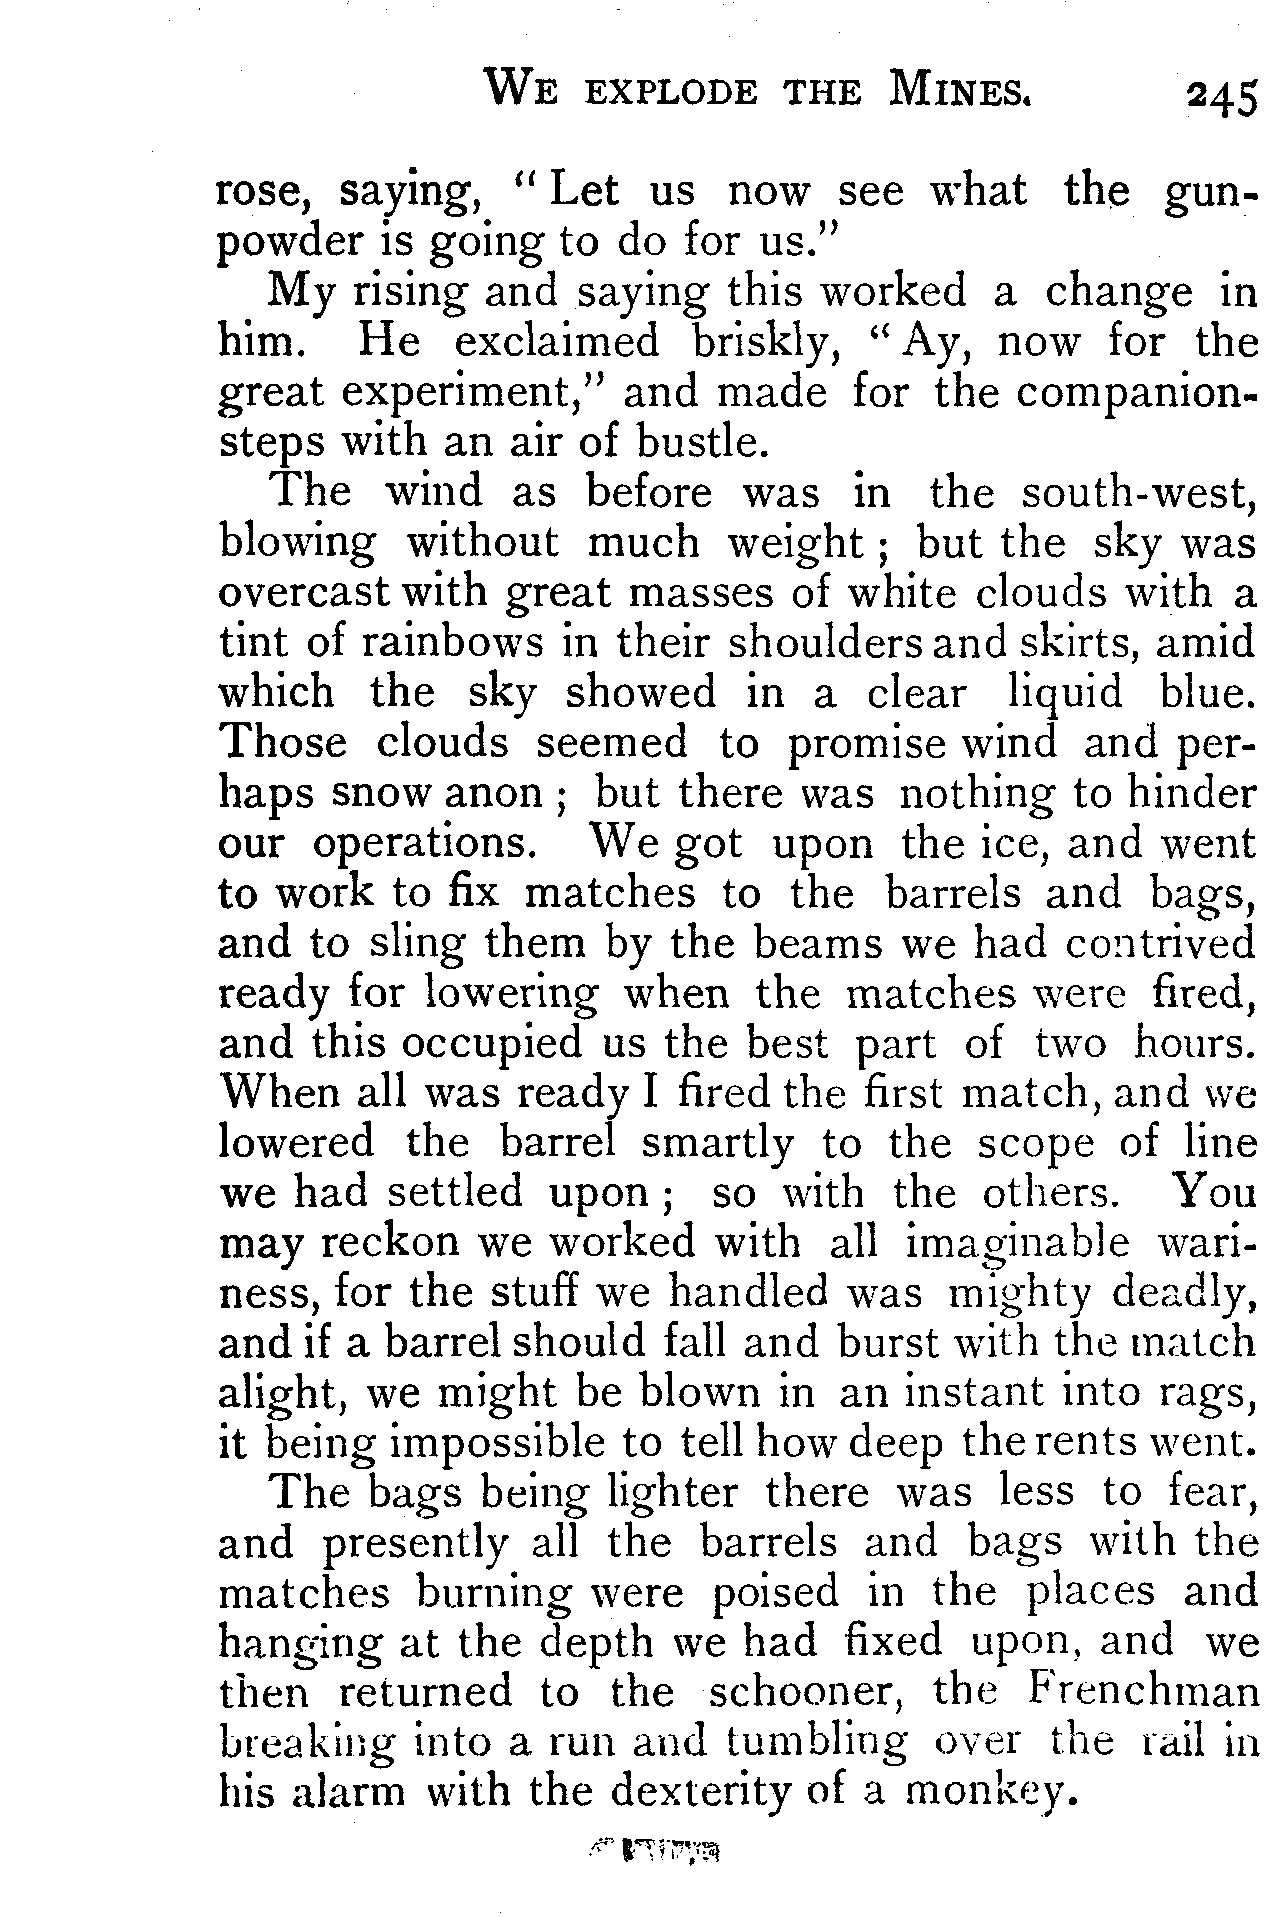 We explode the Mines. 245
rose, saying, “Let us now see what the gun-
powder is going to do for us.”
My rising and saying this worked a change in
him. He exclaimed briskly, “Ay, now for the
great experiment,” and made for the companion-
steps with an air of bustle.
The wind as before was in the south-west,
blowing without much weight; but the sky was
overcast with great masses of white clouds with a
tint of rainbows in their shoulders and skirts, amid
which the sky showed in a clear liquid blue.
Those clouds seemed to promise wind and per-
haps snow anon; but there was nothing to hinder
our operations. We got upon the ice, and went
to work to fix matches to the barrels and bags,
and to sling them by the beams we had contrived
ready for lowering when the matches were fired,
and this occupied us the best part of two hours.
When all was ready I fired the first match, and we
lowered the barrel smartly to the scope of line
we had settled upon; so with the others. You
may reckon we worked with all imaginable wari-
ness, for the stuff we handled was mighty deadly,
and if a barrel should fall and burst with the match
alight, we might be blown in an instant into rags,
it being impossible to tell how deep the rents went.
The bags being lighter there was less to fear,
and presently all the barrels and bags with the
matches burning were poised in the places and
hanging at the depth we had fixed upon, and we
then returned to the schooner, the Frenchman
breaking into a run and tumbling over the rail in
his alarm with the dexterity of a monkey.